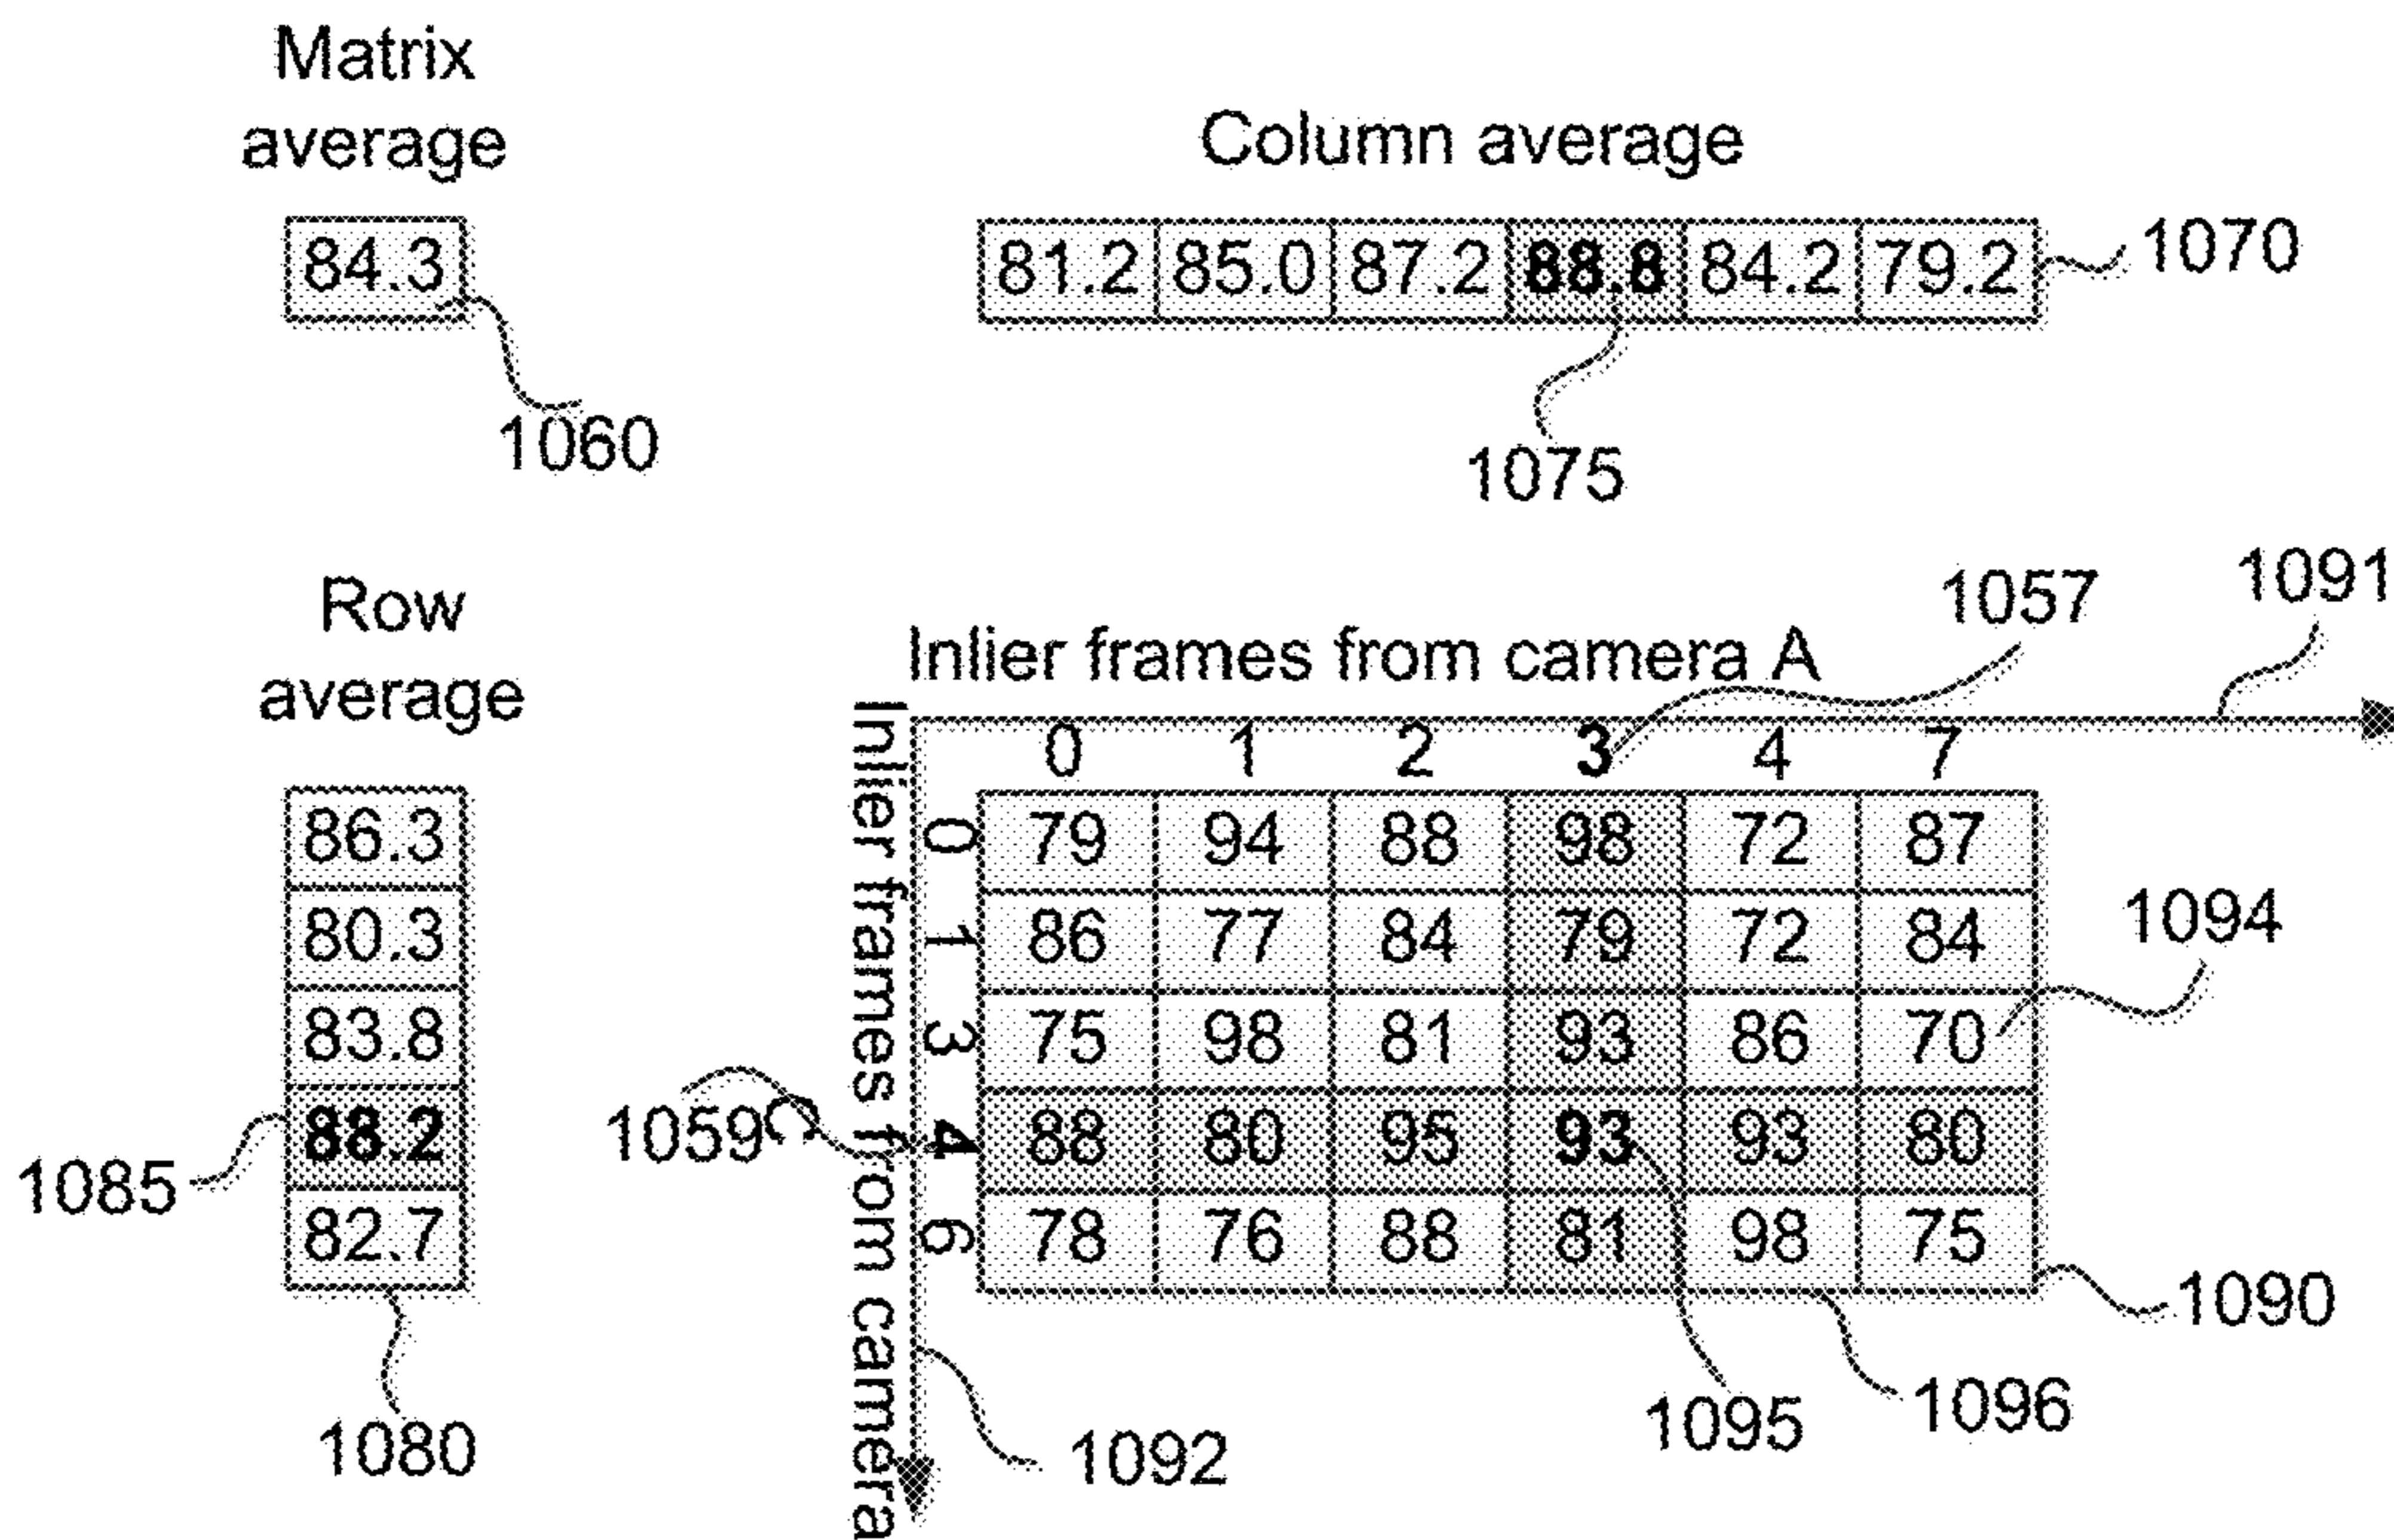 Matrix
average
84.3
1060
Column average
81.2 85.0 87.2 88.8 84.2 79.2
1070
1075
Row
average
86.3
80.3
83.8
88.2
82.7
1085
1080
1057
1091
Inlier frames from camera A
Inlier frames from camera
C
1059
0 1 2 3 4 7
0 79 94 88 98 72 87
1 86 77 84 79 72 84
3 75 98 81 93 86 70
4 88 80 95 93 93 80
6 78 76 88 81 98 75
1094
1090
1092
1095
1096